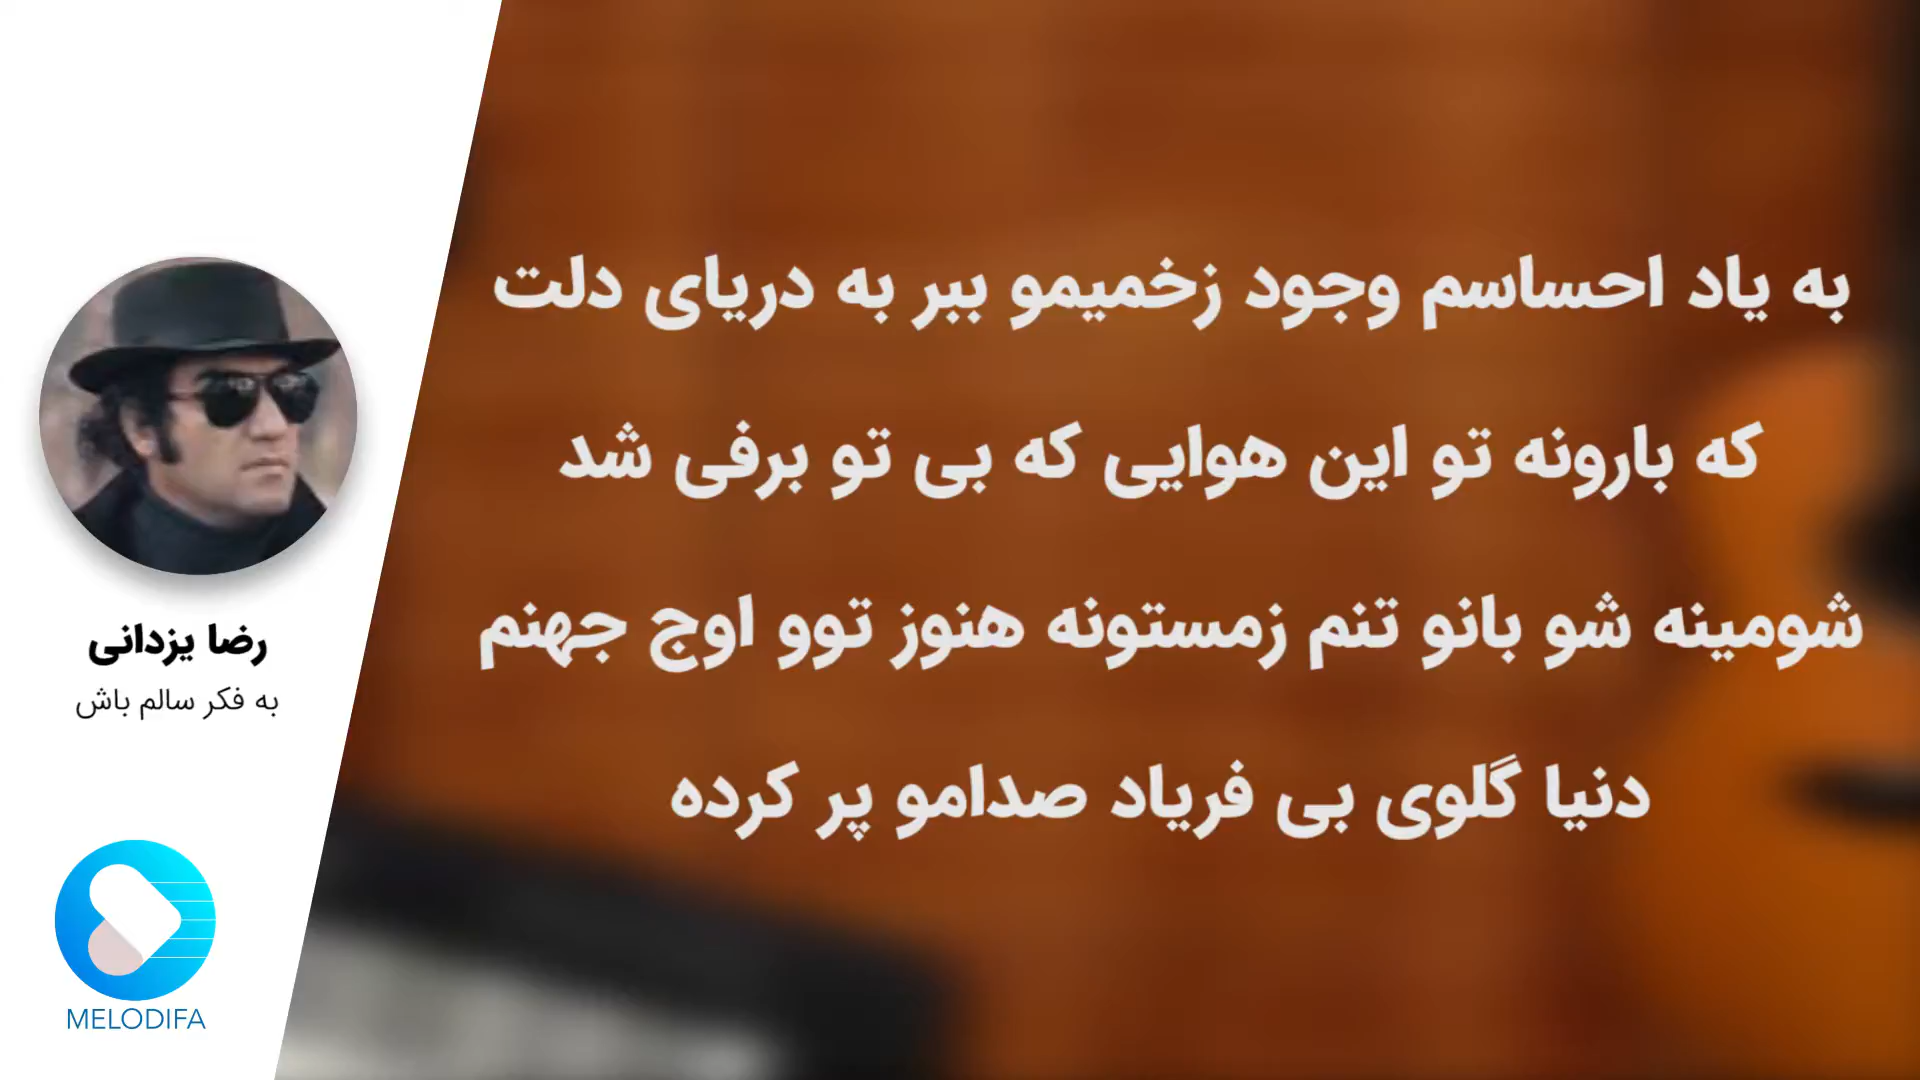 به یاد احساسم وجود زخمیمو ببر به دریای دلت
که بارونه تو این هوایی که بی تو برفی شد
شومینه شو بانو تنم زمستونه هنوز توو اوج جهنم
دنیا گلوی بی فریاد صدامو پر کرده
رضا یزدانی
به فکر سالم باش
MELODIFA